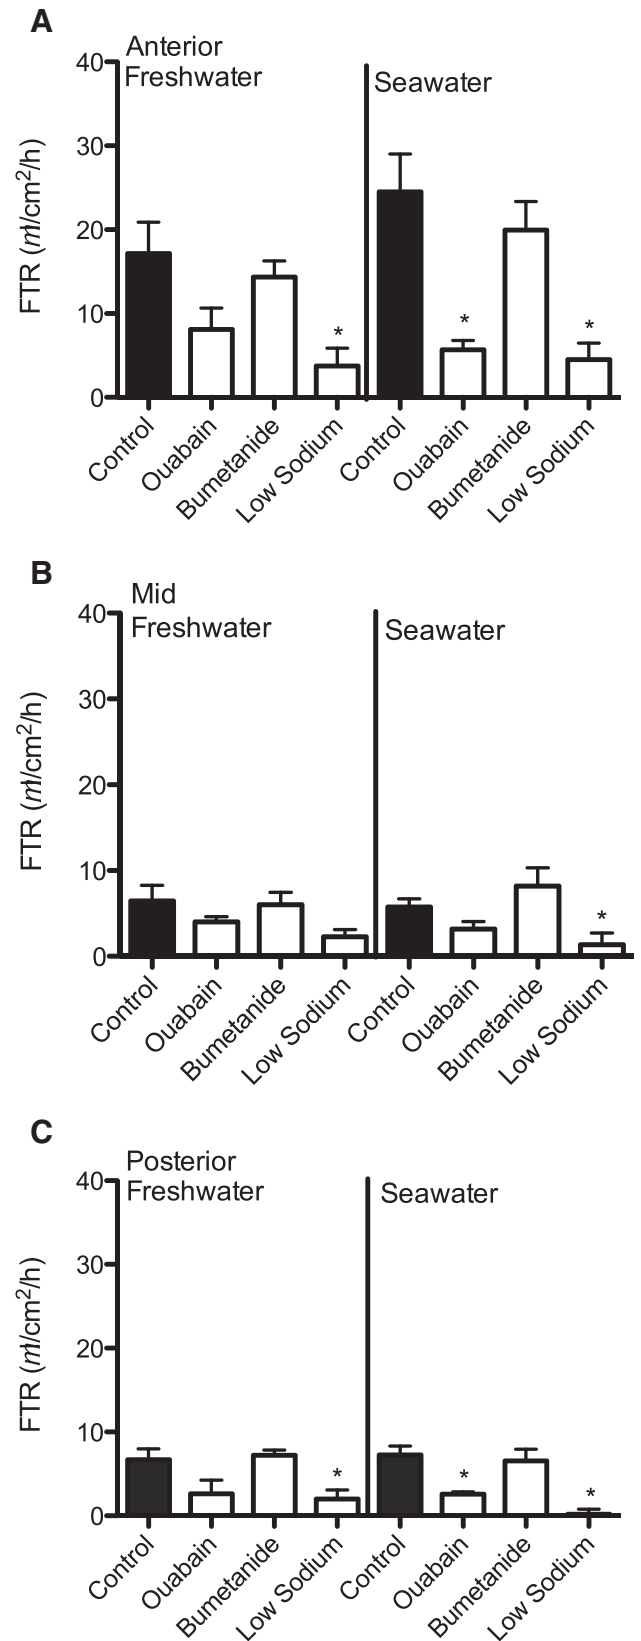 A
Anterior
Freshwater
Seawater
FTR (ml/cm²/h)
40
30
20
10
0
*
*
*
Control
Ouabain
Bumetanide
Low Sodium
Control
Ouabain
Bumetanide
Low Sodium
B
Mid
Freshwater
Seawater
FTR (ml/cm²/h)
40
30
20
10
0
*
Control
Ouabain
Bumetanide
Low Sodium
Control
Ouabain
Bumetanide
Low Sodium
C
Posterior
Freshwater
Seawater
FTR (ml/cm²/h)
40
30
20
10
0
*
*
*
Control
Ouabain
Bumetanide
Low Sodium
Control
Ouabain
Bumetanide
Low Sodium